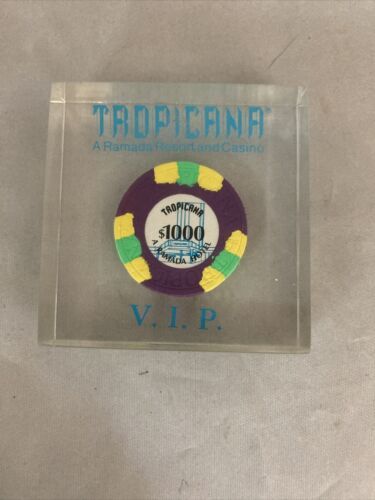 TROPICANA
A Ramada Resort and Casino
TROPICANA
$1000
A RAMADA HOTEL
V. I. P.